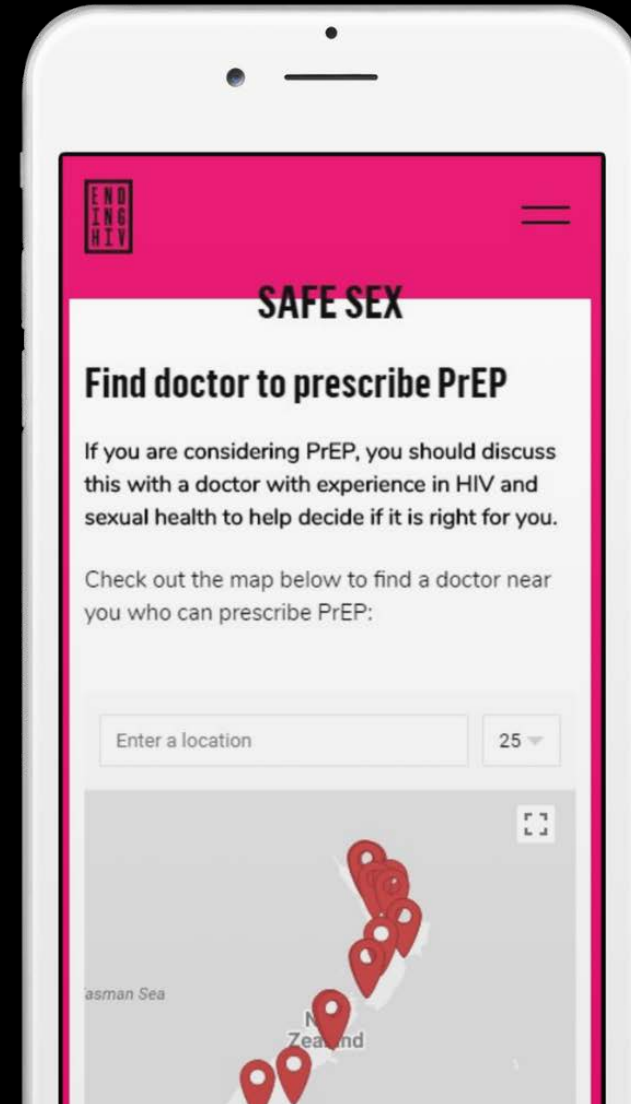 END
ING
HIV
SAFE SEX
Find doctor to prescribe PrEP
If you are considering PrEP, you should discuss
this with a doctor with experience in HIV and
sexual health to help decide if it is right for you.
Check out the map below to find a doctor near
you who can prescribe PrEP:
Enter a location
25
asman Sea